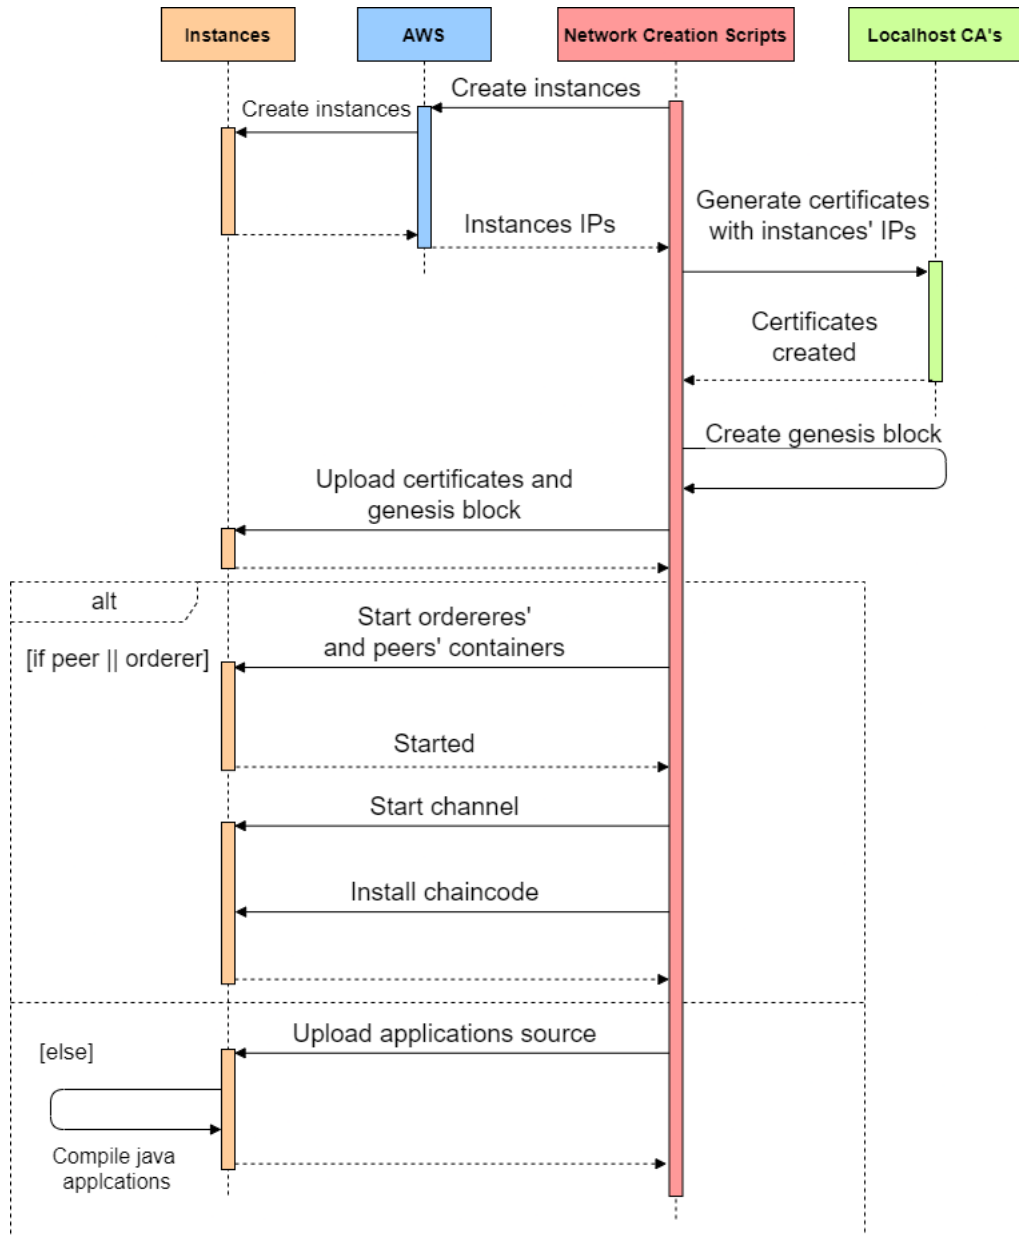 Instances
AWS
Network Creation Scripts
Localhost CA's
Create instances
Create instances
Generate certificates
with instances' IPs
Instances IPs
Certificates
created
Create genesis block
Upload certificates and
genesis block
alt
Start ordereres'
and peers' containers
[if peer || orderer]
Started
Start channel
Install chaincode
Upload applications source
[else]
Compile java
applcations